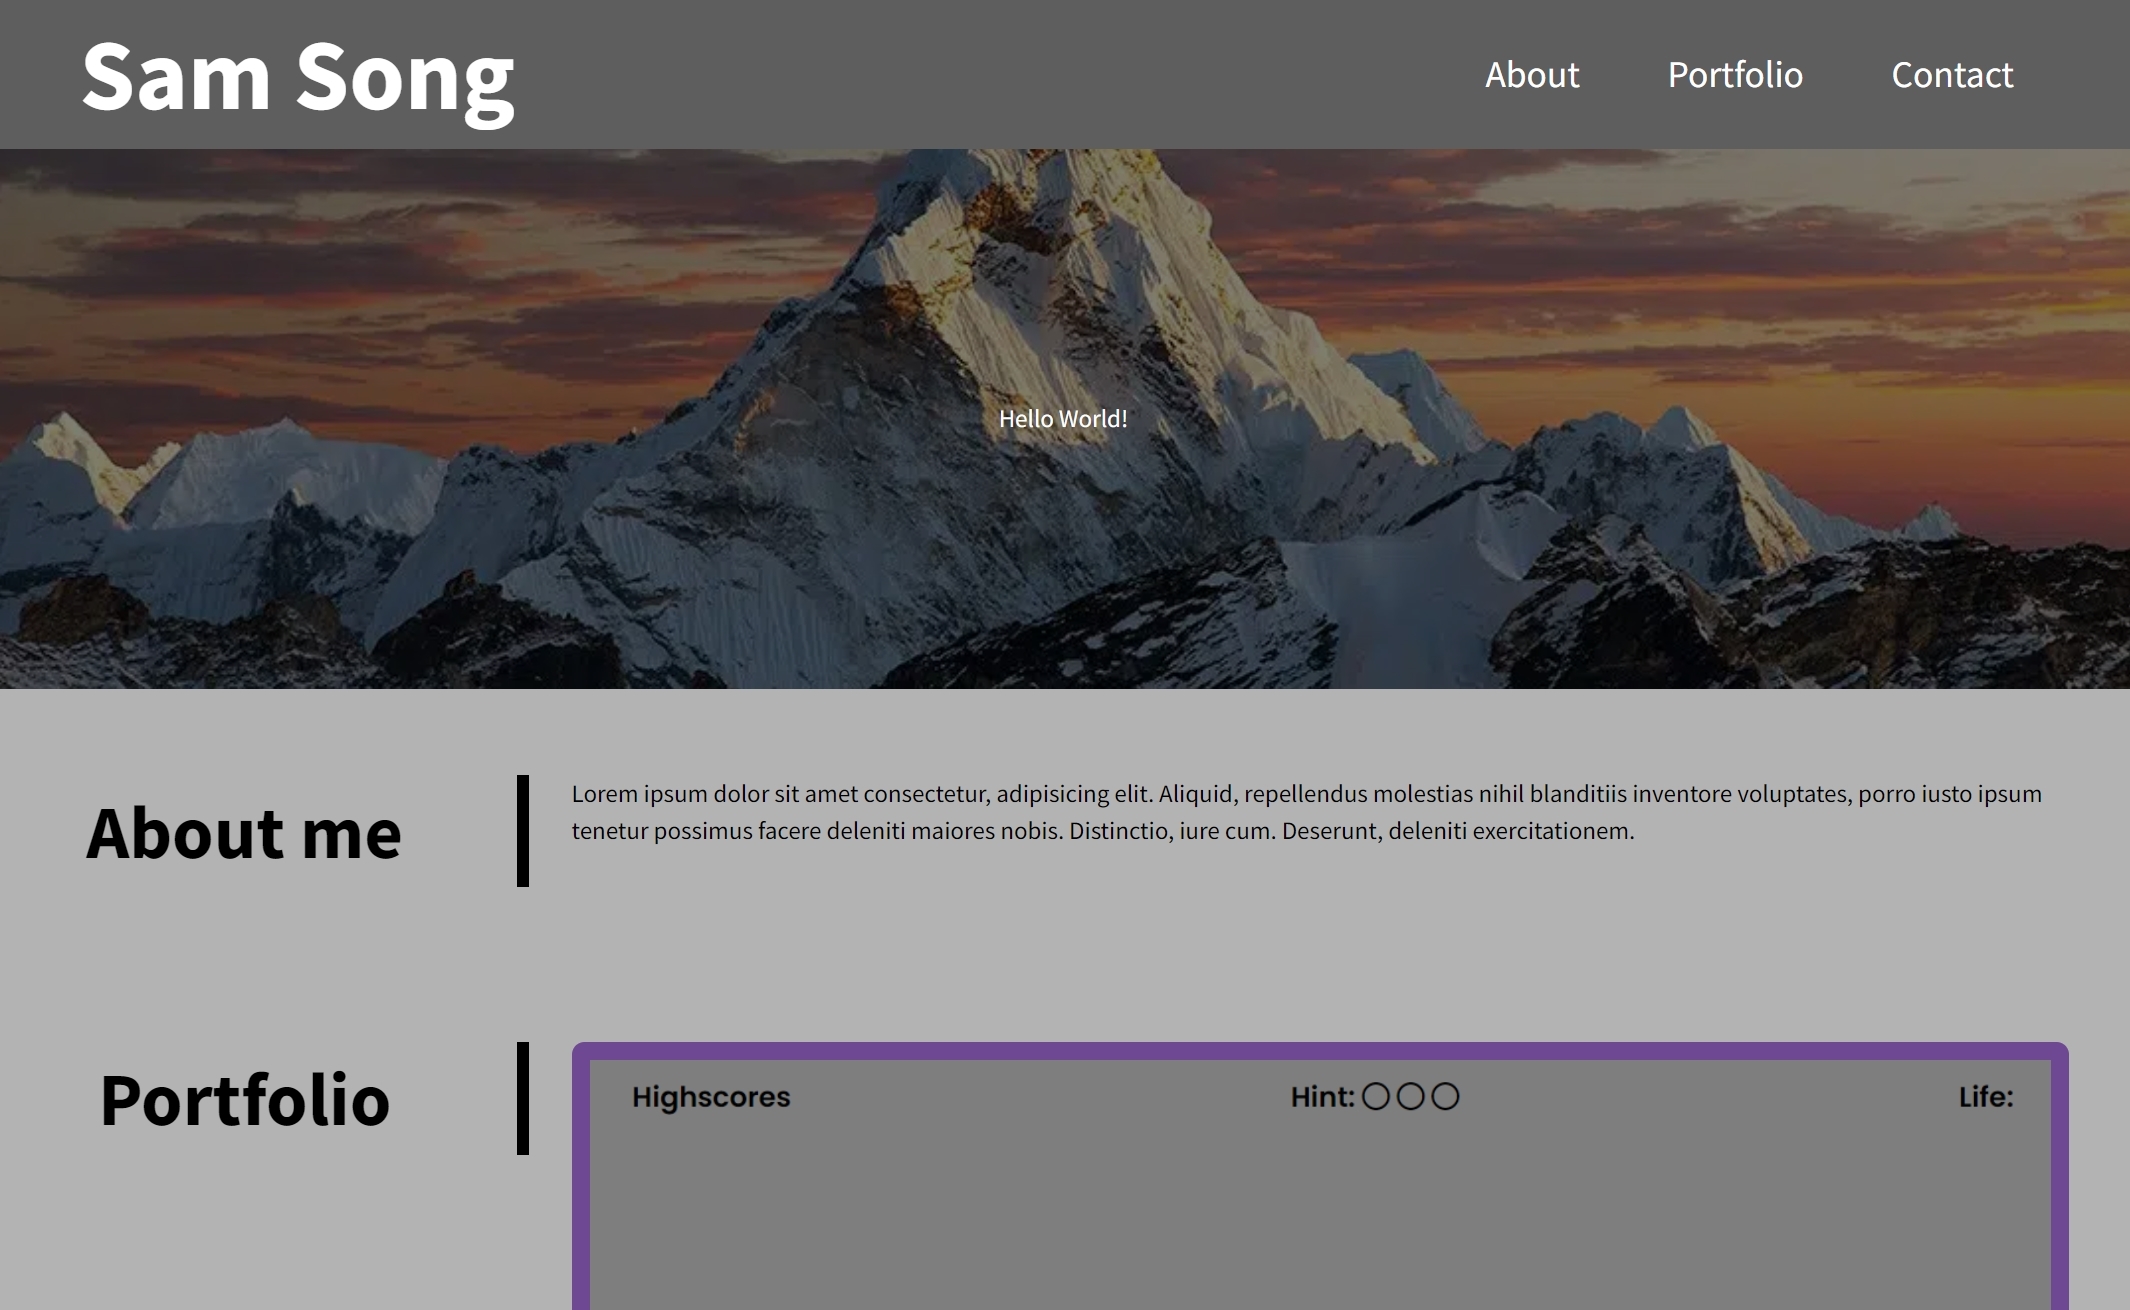 Sam Song
About
Portfolio
Contact
Hello World!
About me
Lorem ipsum dolor sit amet consectetur, adipisicing elit. Aliquid, repellendus molestias nihil blanditiis inventore voluptates, porro iusto ipsum
tenetur possimus facere deleniti maiores nobis. Distinctio, iure cum. Deserunt, deleniti exercitationem.
Portfolio
Highscores
Hint:
Life: